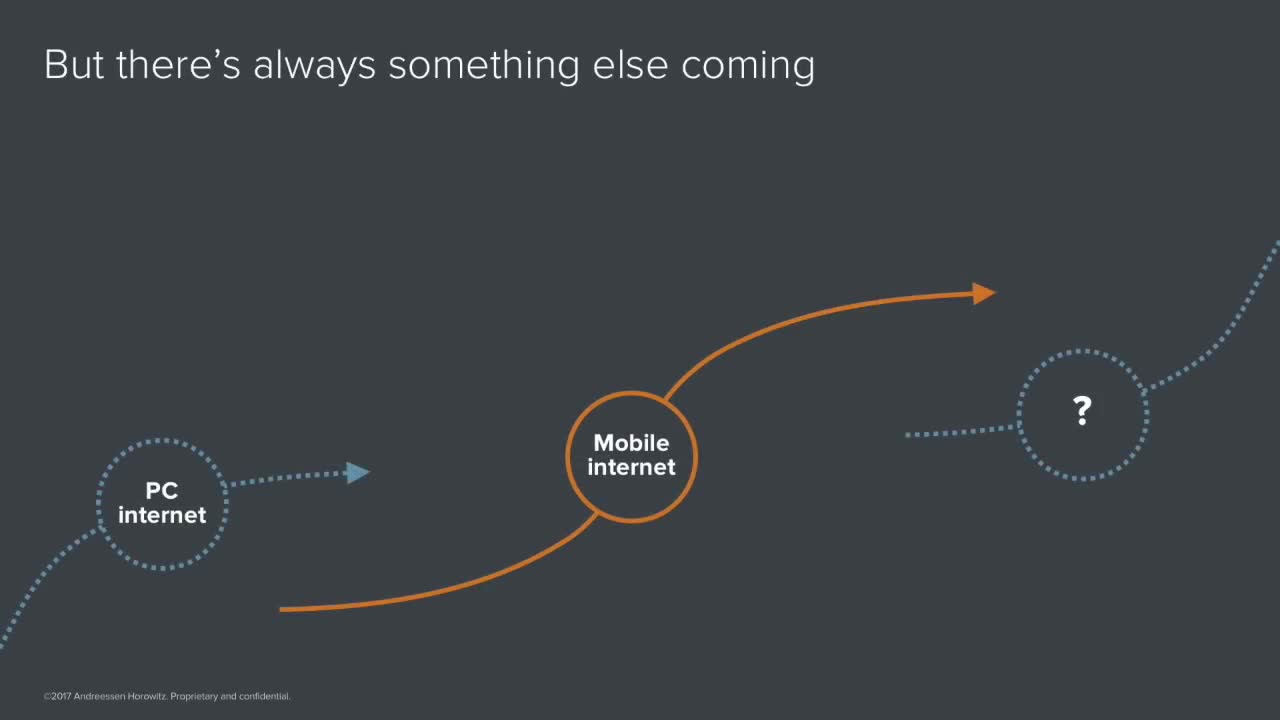 But there’s always something else coming
Mobile
internet
?
PC
internet
©2017 Andreessen Horowitz. Proprietary and confidential.